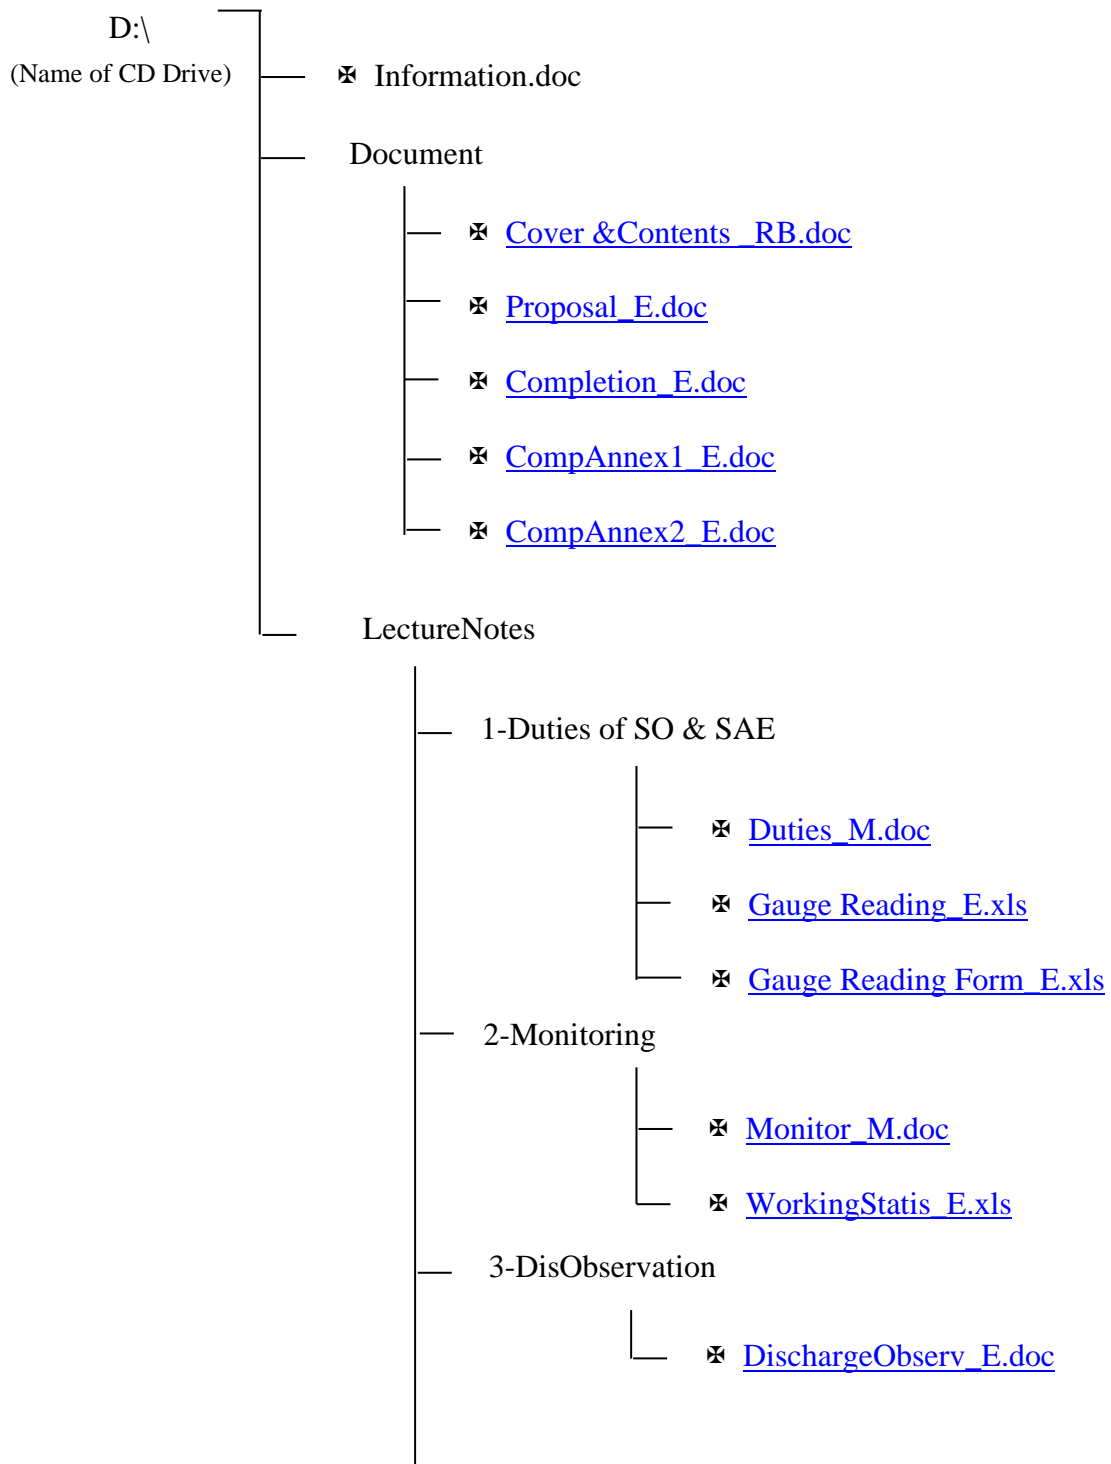 D:\
(Name of CD Drive)
✠ Information.doc
Document
✠ Cover &Contents _RB.doc
✠ Proposal_E.doc
✠ Completion_E.doc
✠ CompAnnex1_E.doc
✠ CompAnnex2_E.doc
LectureNotes
1-Duties of SO & SAE
✠ Duties_M.doc
✠ Gauge Reading_E.xls
✠ Gauge Reading Form_E.xls
2-Monitoring
✠ Monitor_M.doc
✠ WorkingStatis_E.xls
3-DisObservation
✠ DischargeObserv_E.doc